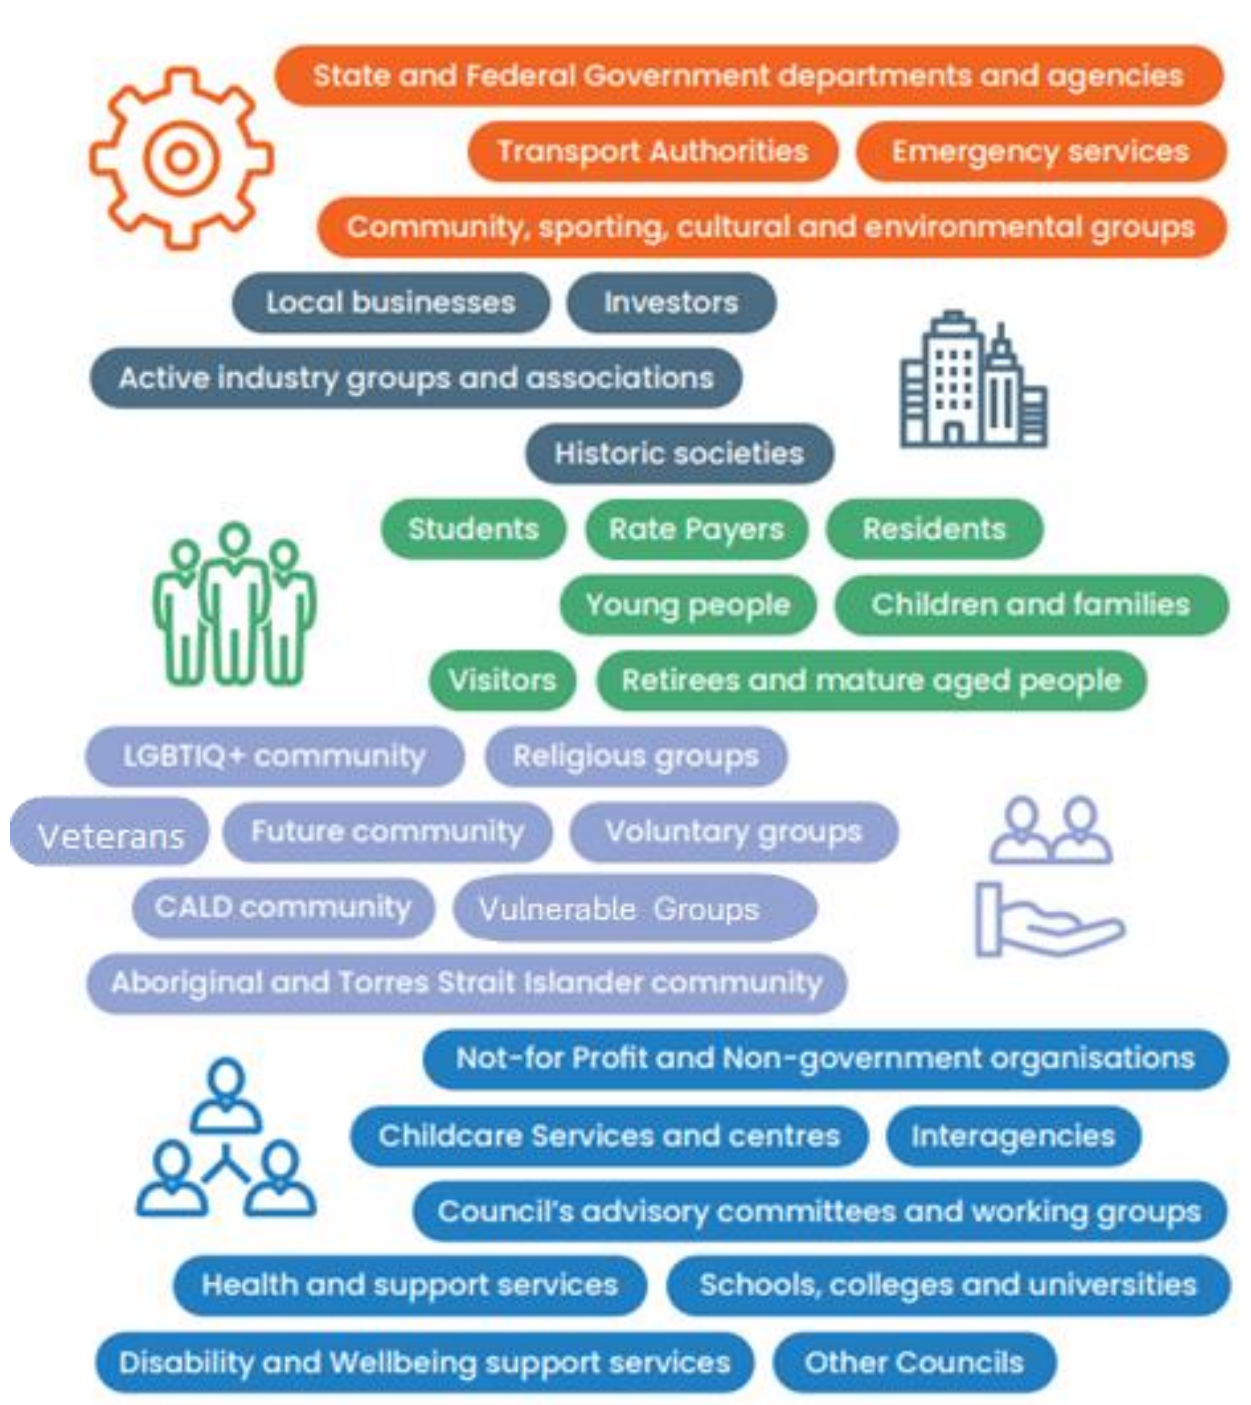 State and Federal Government departments and agencies
Transport Authorities
Emergency services
Community, sporting, cultural and environmental groups
Local businesses
Investors
Active industry groups and associations
Historic societies
Students
Rate Payers
Residents
Young people
Children and families
Visitors
Retirees and mature aged people
LGBTIQ+ community
Religious groups
Veterans
Future community
Voluntary groups
CALD community
Vulnerable Groups
Aboriginal and Torres Strait Islander community
Not-for Profit and Non-government organisations
Childcare Services and centres
Interagencies
Council's advisory committees and working groups
Health and support services
Schools, colleges and universities
Disability and Wellbeing support services
Other Councils